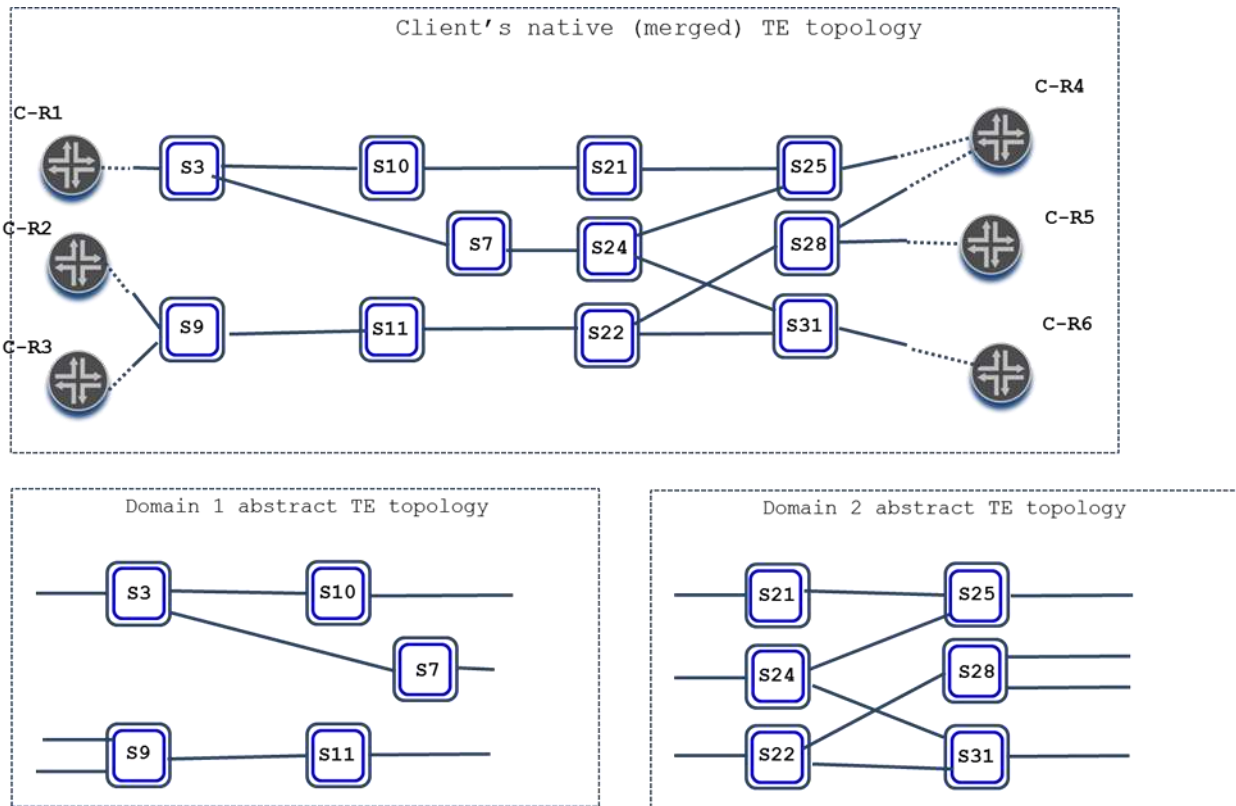 Client’s native (merged) TE topology
C-R4
C-R1
S3
S10
S21
S25
C-R5
C-R2
S7
S24
S28
C-R6
C-R3
S9
S11
S22
S31
Domain 1 abstract TE topology
S3
S10
S7
S9
S11
Domain 2 abstract TE topology
S21
S25
S24
S28
S22
S31